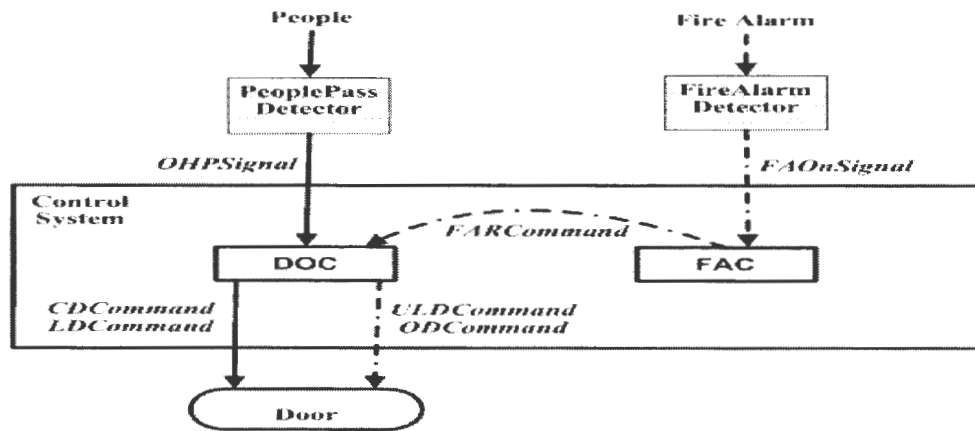 People
Fire Alarm
PeoplePass
Detector
FireAlarm
Detector
OHPSignal
FAOnSignal
Control
System
FARCommand
DOC
FAC
CDCommand
LDCommand
ULDCommand
ODCommand
Door